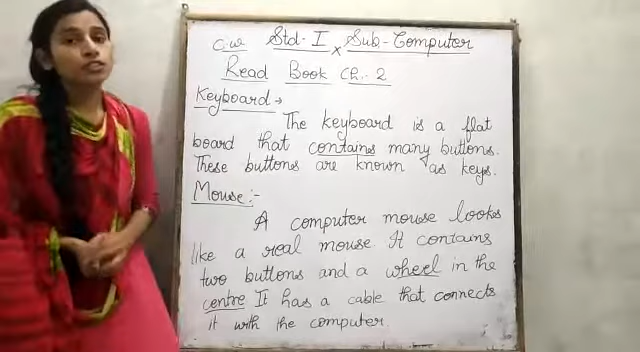 C.W Std-I x Sub-Computer
Read Book Ch.-2
Keyboard→
The keyboard is a flat
board that contains many buttons.
These buttons are known as keys.
Mouse:-
A computer mouse looks
like a real mouse. It contains
two buttons and a wheel in the
centre It has a cable that connects
it with the computer.